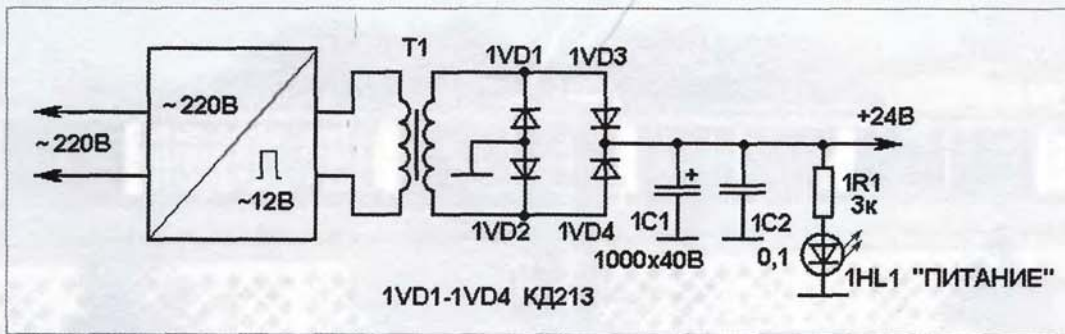 T1
1VD1
1VD3
~220В
~220В
~12В
+24В
1R1
3к
1VD2
1VD4
+
1C1
1C2
1000х40В
0,1
1HL1 "ПИТАНИЕ"
1VD1-1VD4 КД213